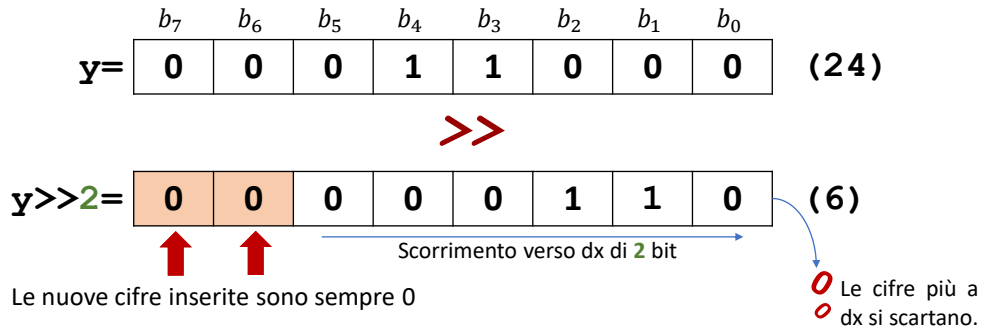 b7 b6 b5 b4 b3 b2 b1 b0
y= 0 0 0 1 1 0 0 0 (24)
>>
y>>2= 0 0 0 0 0 1 1 0 (6)
Scorrimento verso dx di 2 bit
Le nuove cifre inserite sono sempre 0
0 Le cifre più a
0 dx si scartano.